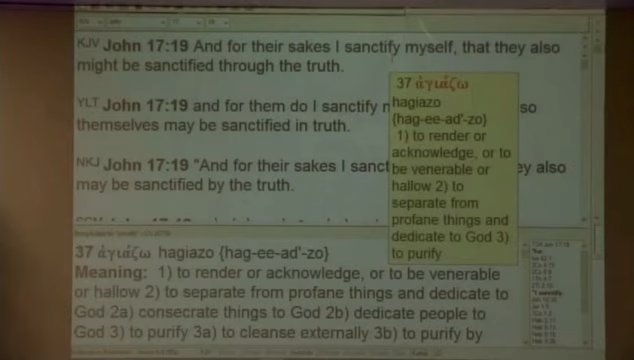 KJV John 17:19 And for their sakes I sanctify myself, that they also
might be sanctified through the truth.
YLT John 17:19 and for them do I sanctify
so
themselves may be sanctified in truth.
NKJ John 17:19 "And for their sakes I
ey also
may be sanctified by the truth.
37 ἁγιάζω
hagiazo
{hag-ee-ad'-zo}
1) to render or
acknowledge, or to
be venerable or
hallow 2) to
separate from
profane things and
dedicate to God 3)
to purify
37 ἁγιάζω hagiazo {hag-ee-ad'-zo}
Meaning: 1) to render or acknowledge, or to be venerable
or hallow 2) to separate from profane things and dedicate to
God 2a) consecrate things to God 2b) dedicate people to
God 3) to purify 3a) to cleanse externally 3b) to purify by